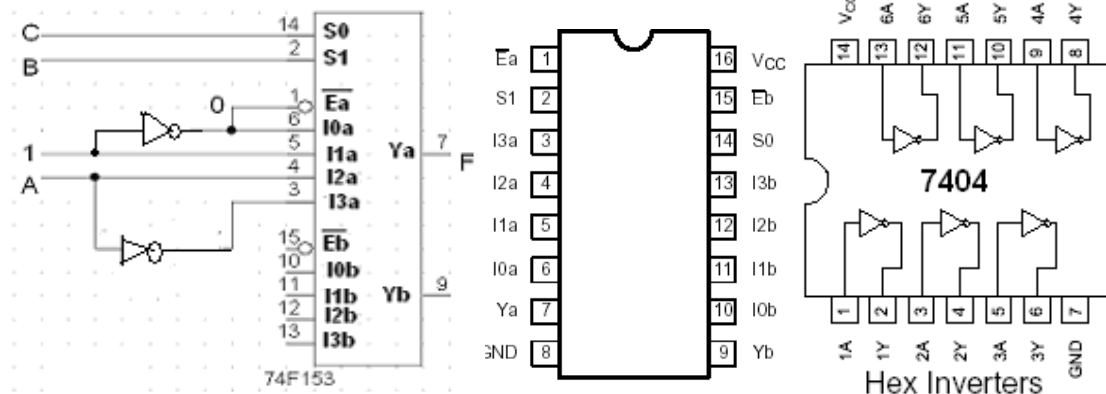 C
14
S0
B
2
S1
0
1
Ea
6
I0a
1
5
I1a
Ya
7
F
A
4
I2a
3
I3a
15
Eb
10
I0b
11
I1b
Yb
9
12
I2b
13
I3b
74F153
Ea
1
16
VCC
S1
2
15
Eb
I3a
3
14
S0
I2a
4
13
I3b
I1a
5
12
I2b
I0a
6
11
I1b
Ya
7
10
I0b
GND
8
9
Yb
6A
6Y
5A
5Y
4A
4Y
14
13
12
11
10
9
8
7404
1
2
3
4
5
6
7
1A
1Y
2A
2Y
3A
3Y
GND
Hex Inverters